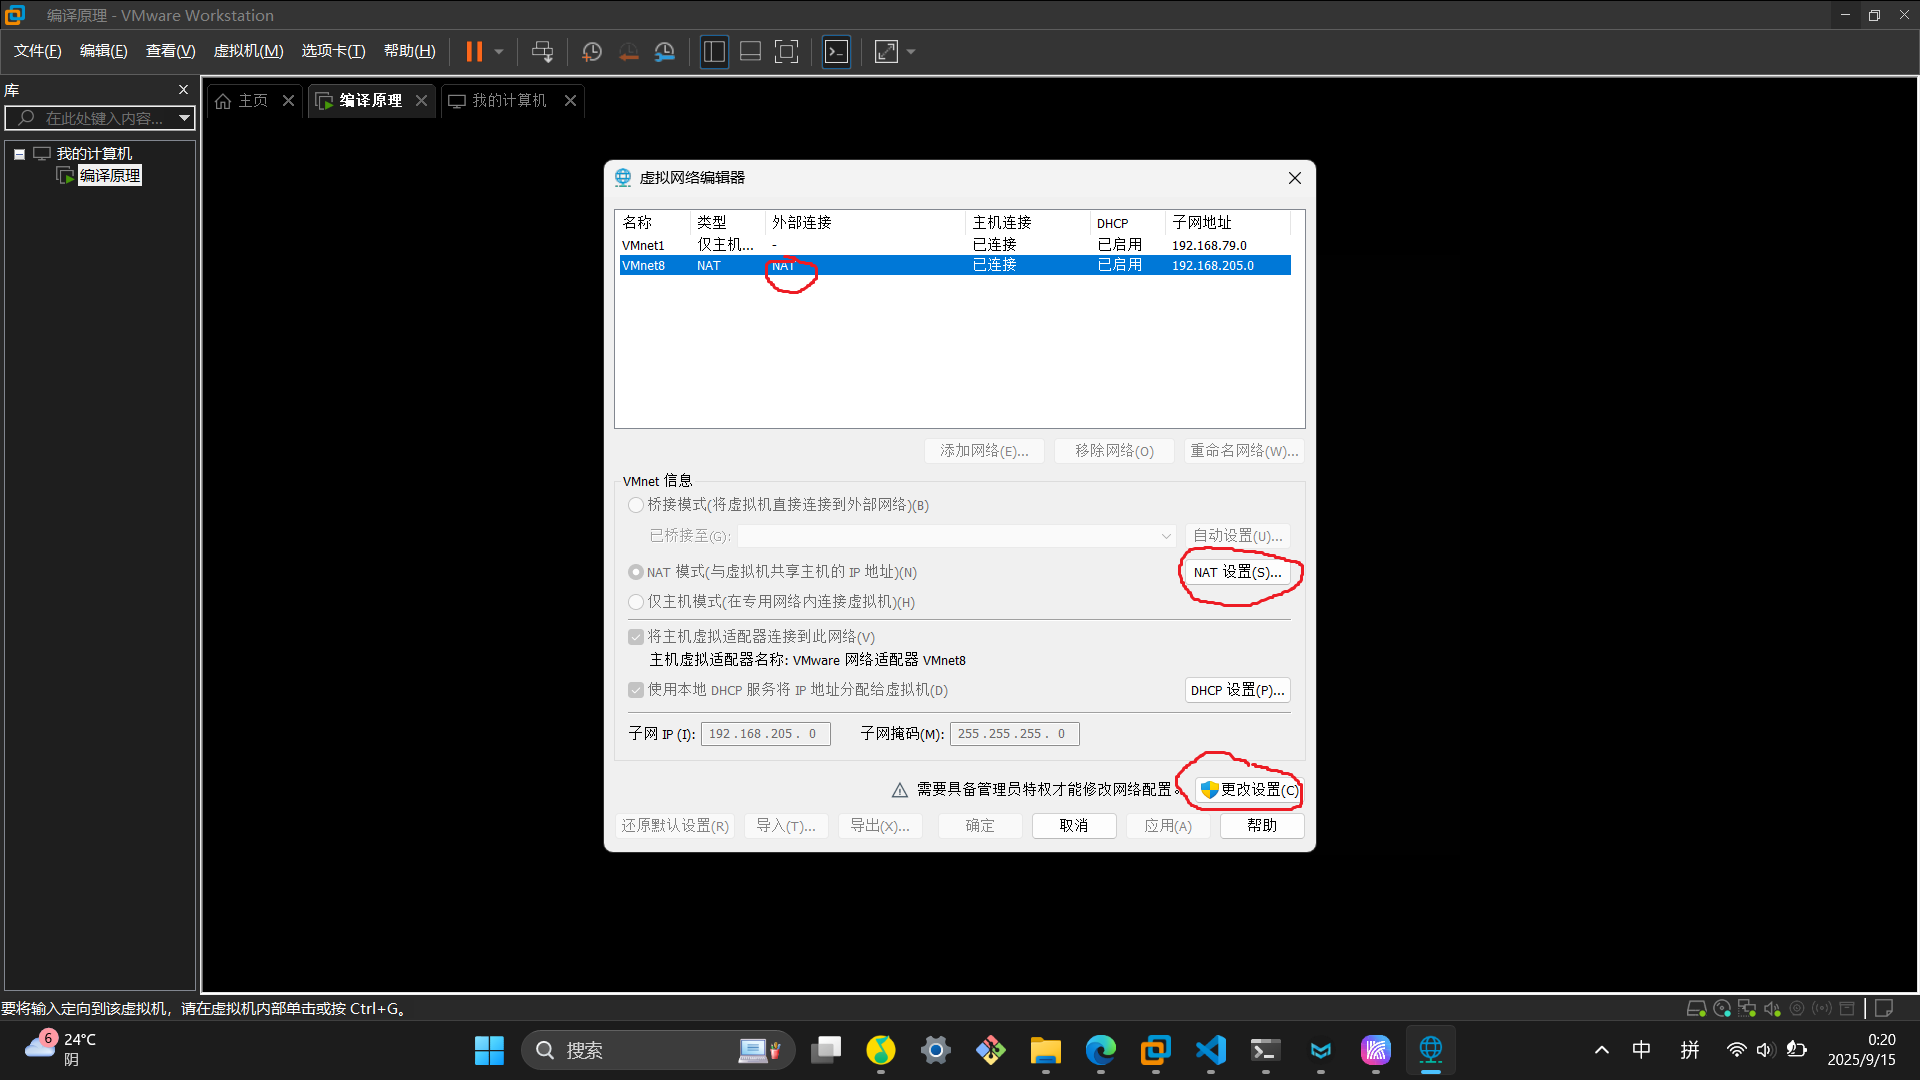 编译原理 - VMware Workstation
文件(F) 编辑(E) 查看(V) 虚拟机(M) 选项卡(T) 帮助(H)
库
主页 编译原理 我的计算机
在此处键入内容...
我的计算机
编译原理
虚拟网络编辑器
名称 类型 外部连接 主机连接 DHCP 子网地址
VMnet1 仅主机... - 已连接 已启用 192.168.79.0
VMnet8 NAT NAT 已连接 已启用 192.168.205.0
添加网络(E)... 移除网络(O) 重命名网络(W)...
VMnet 信息
桥接模式(将虚拟机直接连接到外部网络)(B)
已桥接至(G): 自动设置(U)...
NAT 模式(与虚拟机共享主机的 IP 地址)(N) NAT 设置(S)...
仅主机模式(在专用网络内连接虚拟机)(H)
将主机虚拟适配器连接到此网络(V)
主机虚拟适配器名称: VMware 网络适配器 VMnet8
使用本地 DHCP 服务将 IP 地址分配给虚拟机(D) DHCP 设置(P)...
子网 IP (I): 192.168.205. 0 子网掩码(M): 255.255.255. 0
需要具备管理员特权才能修改网络配置。 更改设置(C)
还原默认设置(R) 导入(T)... 导出(X)... 确定 取消 应用(A) 帮助
要将输入定向到该虚拟机，请在虚拟机内部单击或按 Ctrl+G。
6 24°C
阴
搜索
中 拼
0:20
2025/9/15